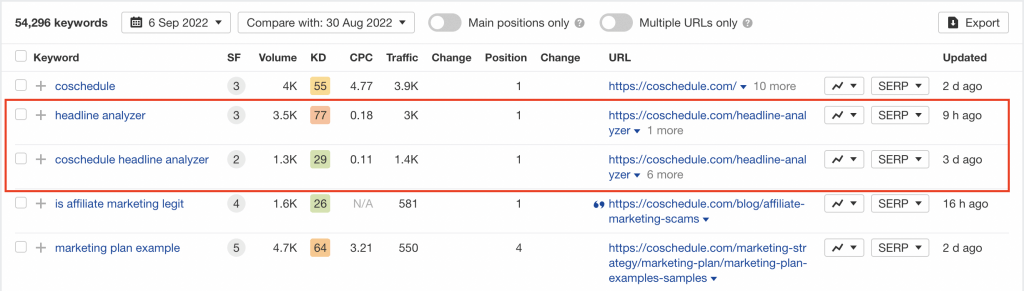 54,296 keywords 6 Sep 2022 Compare with: 30 Aug 2022 Main positions only ? Multiple URLs only ? Export
Keyword SF Volume KD CPC Traffic Change Position Change URL Updated
coschedule 3 4K 55 4.77 3.9K 1 https://coschedule.com/ 10 more SERP 2 d ago
headline analyzer 3 3.5K 77 0.18 3K 1 https://coschedule.com/headline-anal SERP 9 h ago
yzer 1 more
coschedule headline analyzer 2 1.3K 29 0.11 1.4K 1 https://coschedule.com/headline-anal SERP 3 d ago
yzer 6 more
is affiliate marketing legit 4 1.6K 26 N/A 581 1 https://coschedule.com/blog/affiliate- SERP 16 h ago
marketing-scams
marketing plan example 5 4.7K 64 3.21 550 4 https://coschedule.com/marketing-str SERP 2 d ago
ategy/marketing-plan/marketing-plan-
examples-samples